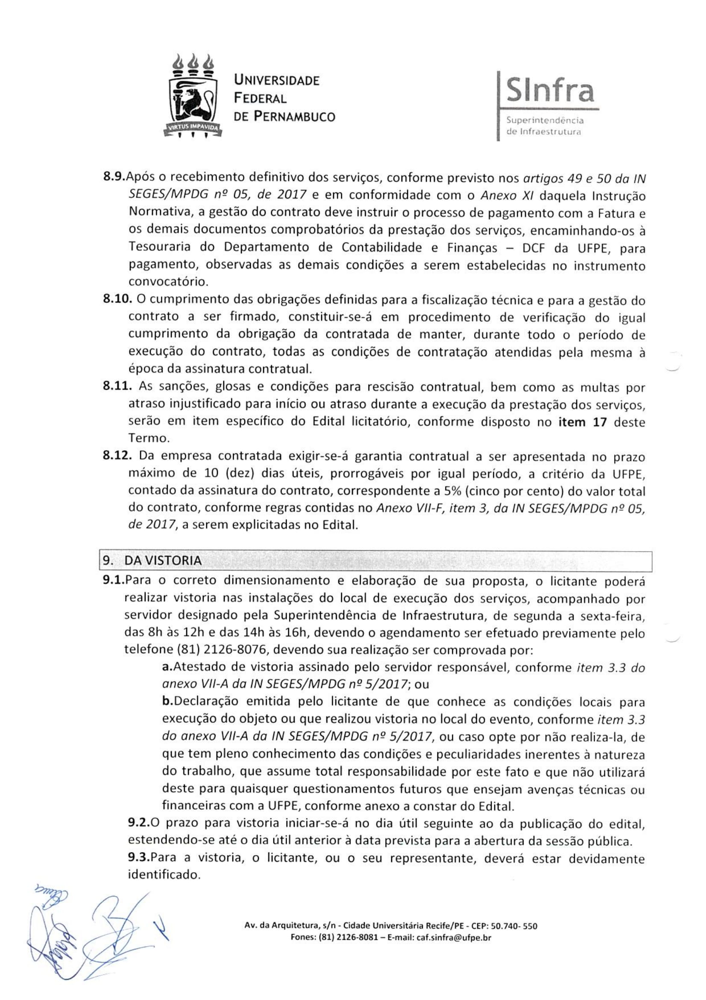 UNIVERSIDADE
FEDERAL
DE PERNAMBUCO
VIRTUS IMPAVIDA
SInfra
Superintendência
de Infraestrutura
8.9.Após o recebimento definitivo dos serviços, conforme previsto nos artigos 49 e 50 da IN
SEGES/MPDG nº 05, de 2017 e em conformidade com o Anexo XI daquela Instrução
Normativa, a gestão do contrato deve instruir o processo de pagamento com a Fatura e
os demais documentos comprobatórios da prestação dos serviços, encaminhando-os à
Tesouraria do Departamento de Contabilidade e Finanças – DCF da UFPE, para
pagamento, observadas as demais condições a serem estabelecidas no instrumento
convocatório.
8.10. O cumprimento das obrigações definidas para a fiscalização técnica e para a gestão do
contrato a ser firmado, constituir-se-á em procedimento de verificação do igual
cumprimento da obrigação da contratada de manter, durante todo o período de
execução do contrato, todas as condições de contratação atendidas pela mesma à
época da assinatura contratual.
8.11. As sanções, glosas e condições para rescisão contratual, bem como as multas por
atraso injustificado para início ou atraso durante a execução da prestação dos serviços,
serão em item específico do Edital licitatório, conforme disposto no item 17 deste
Termo.
8.12. Da empresa contratada exigir-se-á garantia contratual a ser apresentada no prazo
máximo de 10 (dez) dias úteis, prorrogáveis por igual período, a critério da UFPE,
contado da assinatura do contrato, correspondente a 5% (cinco por cento) do valor total
do contrato, conforme regras contidas no Anexo VII-F, item 3, da IN SEGES/MPDG nº 05,
de 2017, a serem explicitadas no Edital.
9. DA VISTORIA
9.1.Para o correto dimensionamento e elaboração de sua proposta, o licitante poderá
realizar vistoria nas instalações do local de execução dos serviços, acompanhado por
servidor designado pela Superintendência de Infraestrutura, de segunda a sexta-feira,
das 8h às 12h e das 14h às 16h, devendo o agendamento ser efetuado previamente pelo
telefone (81) 2126-8076, devendo sua realização ser comprovada por:
a.Atestado de vistoria assinado pelo servidor responsável, conforme item 3.3 do
anexo VII-A da IN SEGES/MPDG nº 5/2017; ou
b.Declaração emitida pelo licitante de que conhece as condições locais para
execução do objeto ou que realizou vistoria no local do evento, conforme item 3.3
do anexo VII-A da IN SEGES/MPDG nº 5/2017, ou caso opte por não realiza-la, de
que tem pleno conhecimento das condições e peculiaridades inerentes à natureza
do trabalho, que assume total responsabilidade por este fato e que não utilizará
deste para quaisquer questionamentos futuros que ensejam avenças técnicas ou
financeiras com a UFPE, conforme anexo a constar do Edital.
9.2.O prazo para vistoria iniciar-se-á no dia útil seguinte ao da publicação do edital,
estendendo-se até o dia útil anterior à data prevista para a abertura da sessão pública.
9.3.Para a vistoria, o licitante, ou o seu representante, deverá estar devidamente
identificado.
Av. da Arquitetura, s/n - Cidade Universitária Recife/PE - CEP: 50.740- 550
Fones: (81) 2126-8081 – E-mail: caf.sinfra@ufpe.br